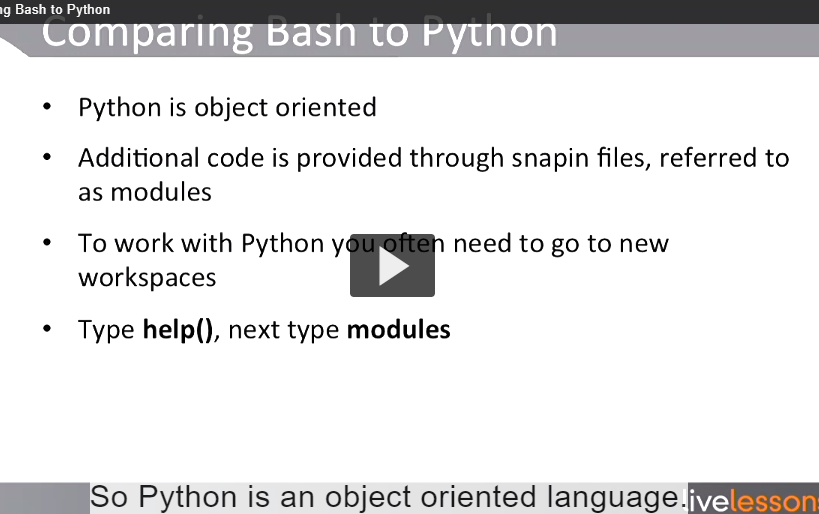 ng Bash to Python
Comparing Bash to Python
• Python is object oriented
• Additional code is provided through snapin files, referred to
as modules
• To work with Python you often need to go to new
workspaces
• Type help(), next type modules
So Python is an object oriented language.
livelessons